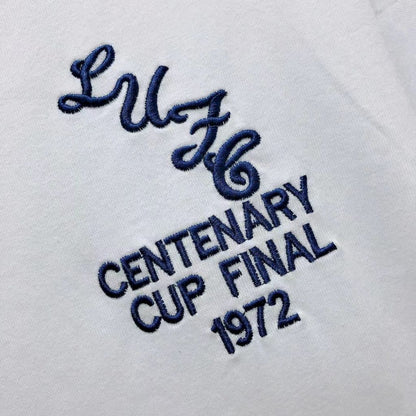 LUFC
CENTENARY
CUP FINAL
1972